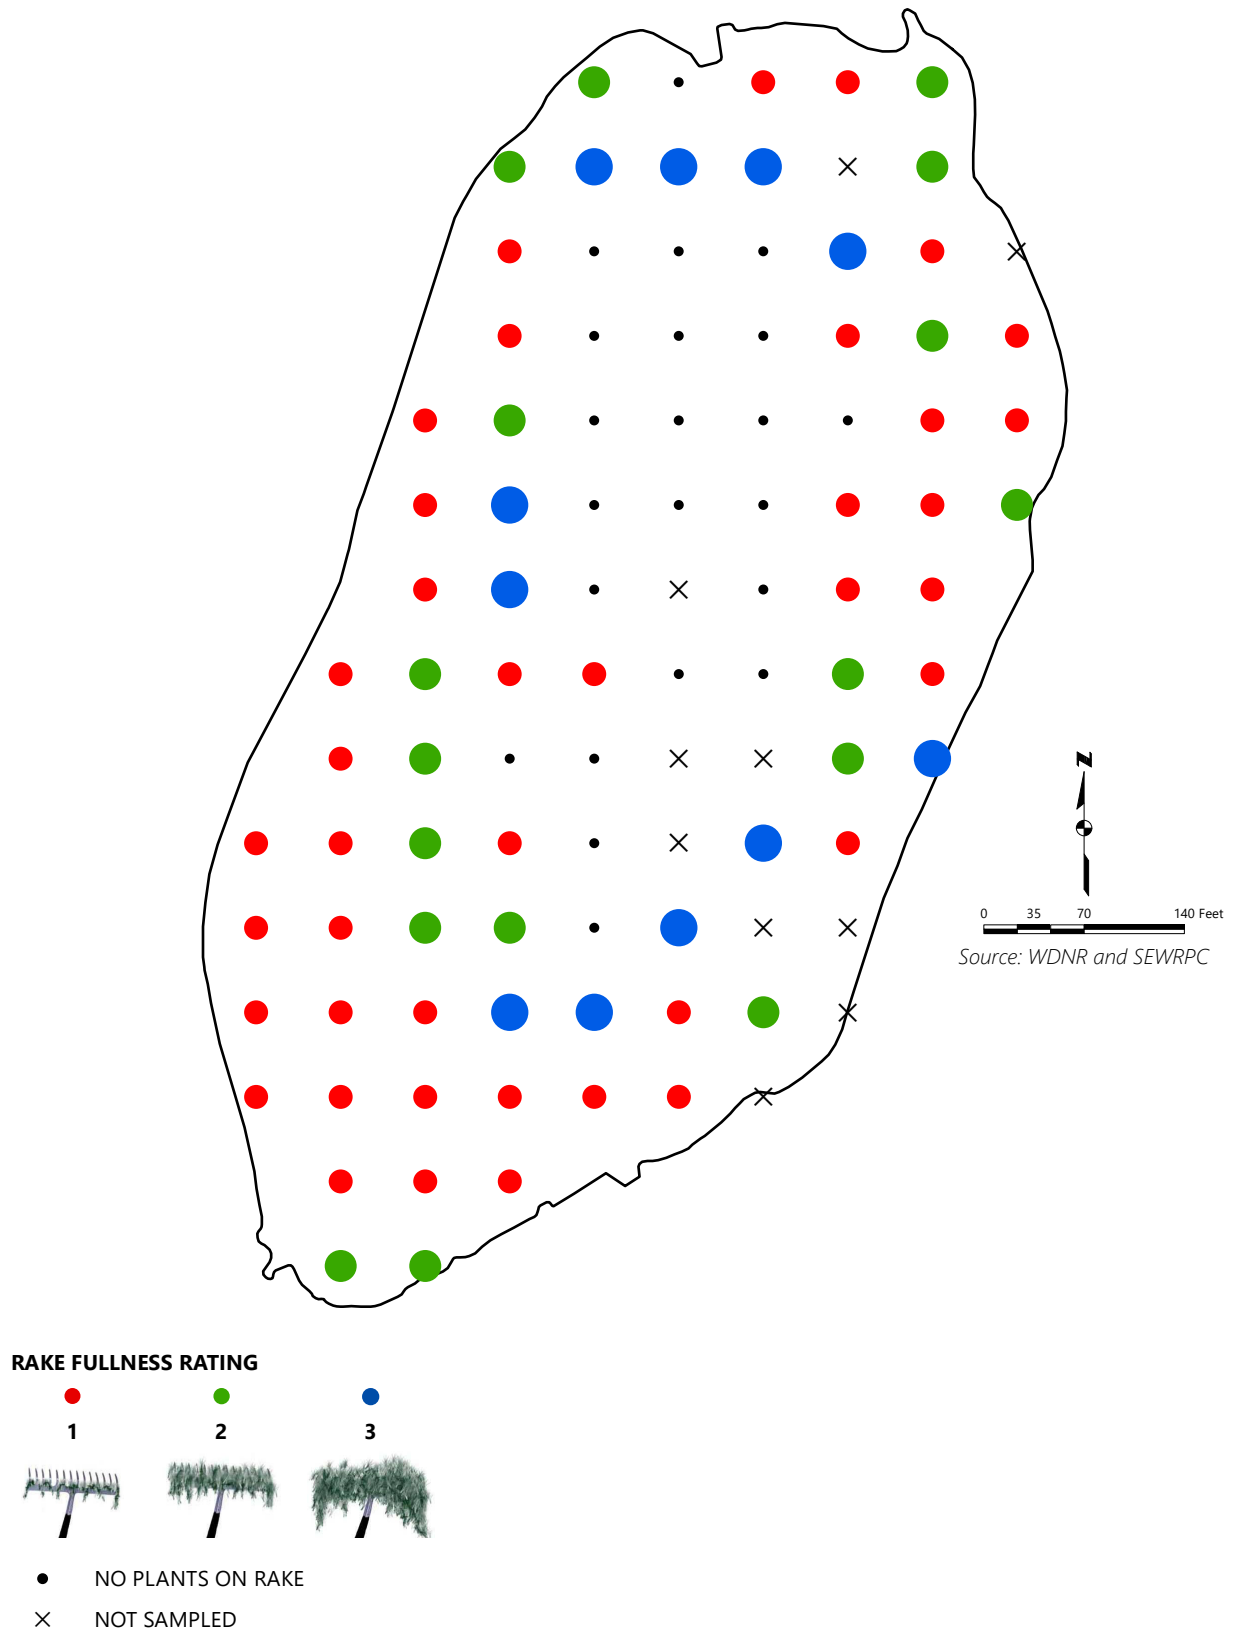 N
0 35 70 140 Feet
Source: WDNR and SEWRPC
RAKE FULLNESS RATING
1 2 3
NO PLANTS ON RAKE
NOT SAMPLED